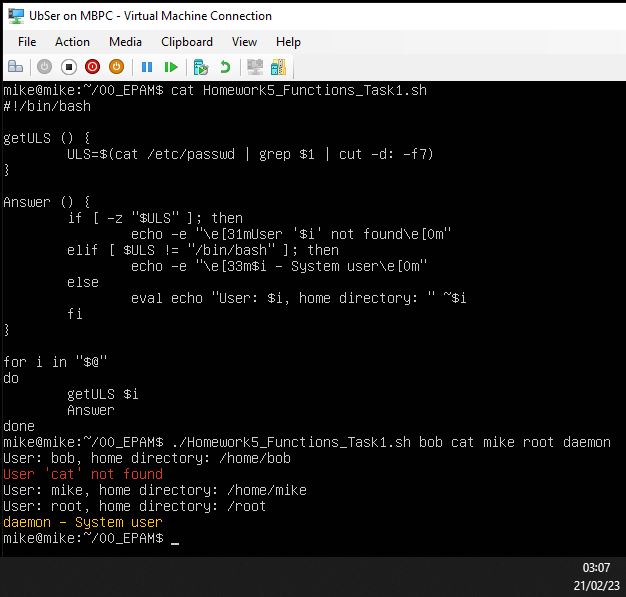 UbSer on MBPC - Virtual Machine Connection
File Action Media Clipboard View Help
mike@mike:~/00_EPAM$ cat Homework5_Functions_Task1.sh
#!/bin/bash
getULS () {
ULS=$(cat /etc/passwd | grep $1 | cut -d: -f7)
}
Answer () {
if [ -z "$ULS" ]; then
echo -e "\e[31mUser '$i' not found\e[0m"
elif [ $ULS != "/bin/bash" ]; then
echo -e "\e[33m$i - System user\e[0m"
else
eval echo "User: $i, home directory: " ~$i
fi
}
for i in "$@"
do
getULS $i
Answer
done
mike@mike:~/00_EPAM$ ./Homework5_Functions_Task1.sh bob cat mike root daemon
User: bob, home directory: /home/bob
User 'cat' not found
User: mike, home directory: /home/mike
User: root, home directory: /root
daemon - System user
mike@mike:~/00_EPAM$ _
03:07
21/02/23